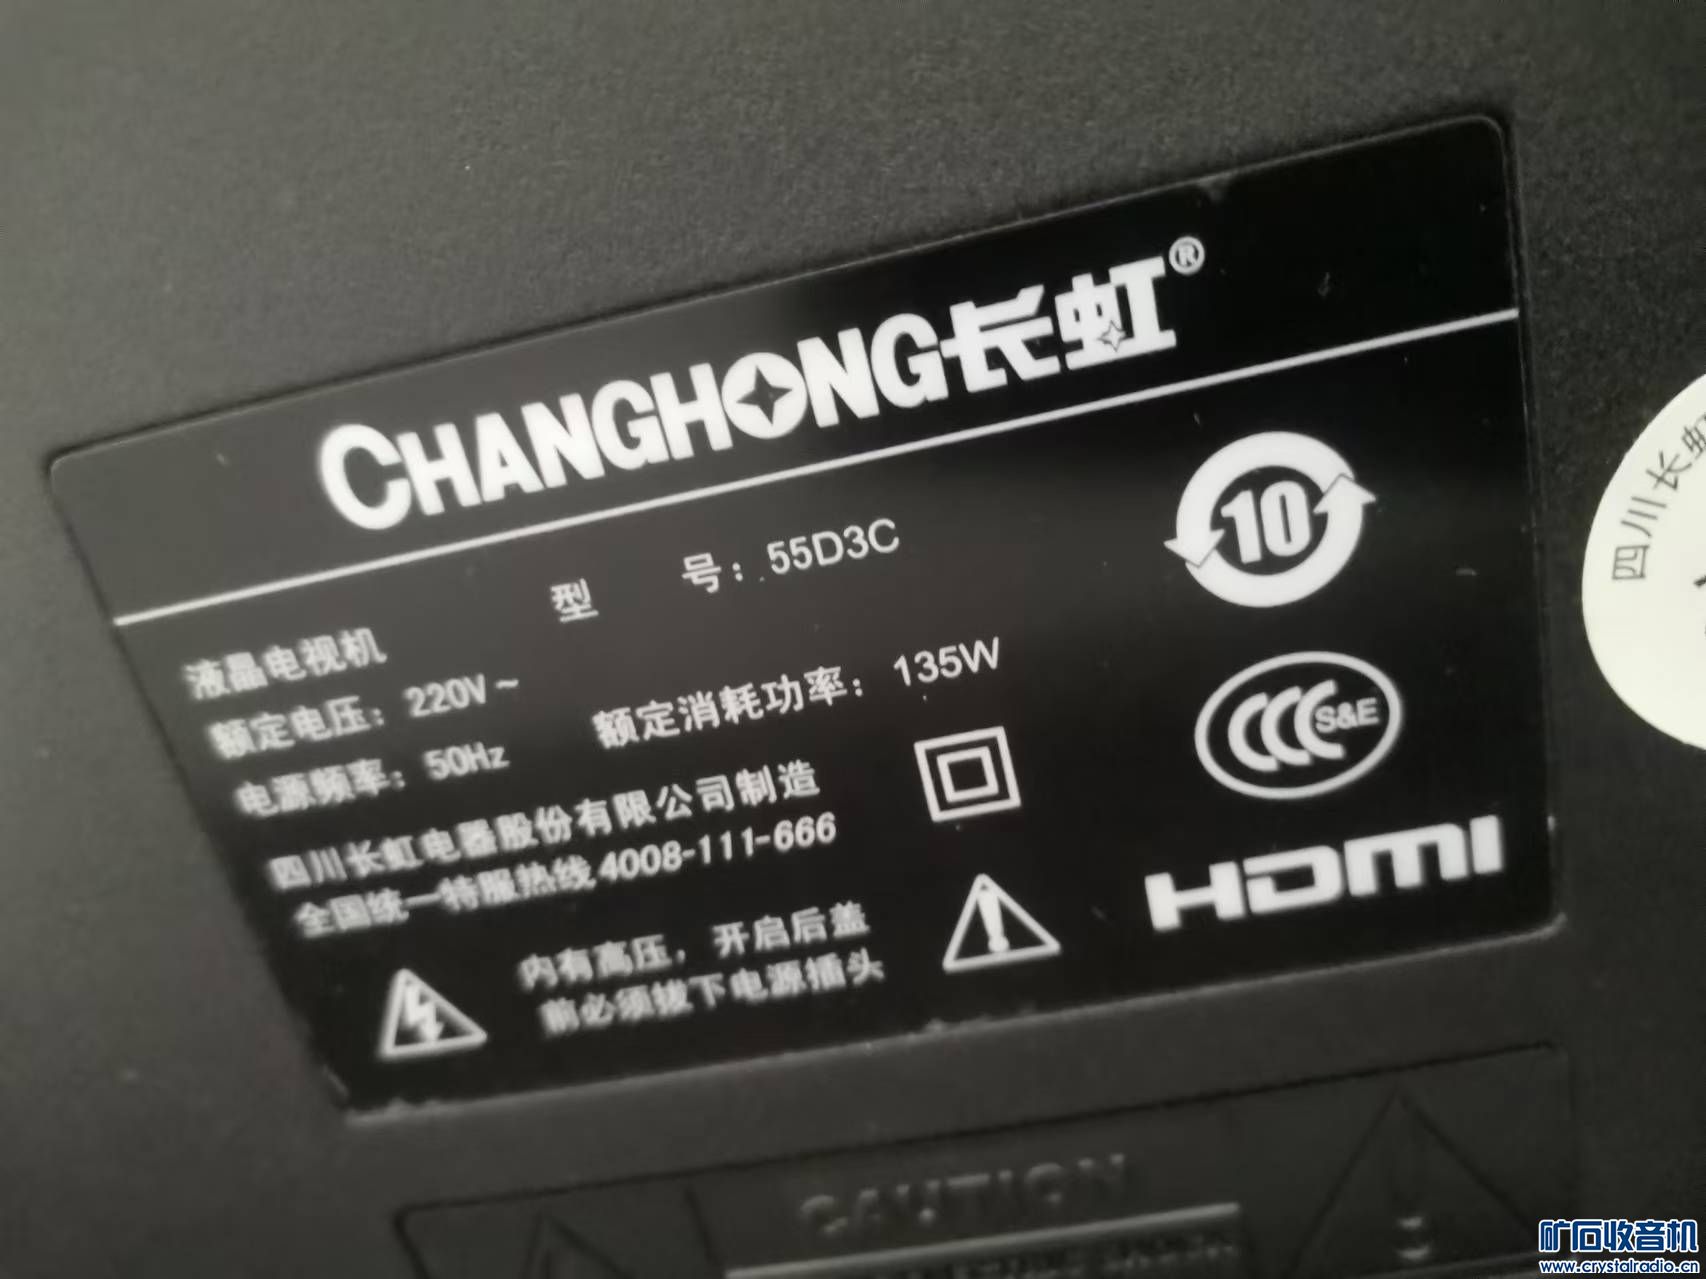 CHANGHONG长虹®
液晶电视机 型 号：55D3C
额定电压：220V~ 额定消耗功率：135W
电源频率：50Hz
四川长虹电器股份有限公司制造
全国统一特服热线4008-111-666
内有高压，开启后盖
前必须拔下电源插头
10
CCC S&E
HDMI
四川长虹
CAUTION
矿石收音机
www.crystalradio.cn